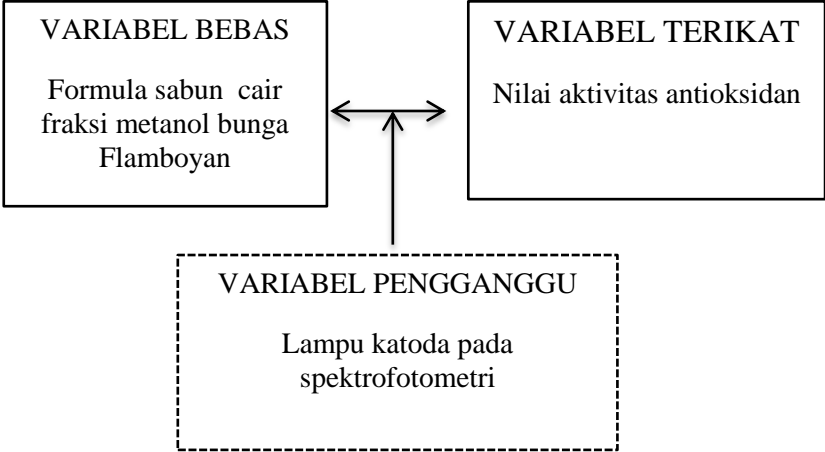 VARIABEL BEBAS
Formula sabun cair
fraksi metanol bunga
Flamboyan
VARIABEL TERIKAT
Nilai aktivitas antioksidan
VARIABEL PENGGANGGU
Lampu katoda pada
spektrofotometri